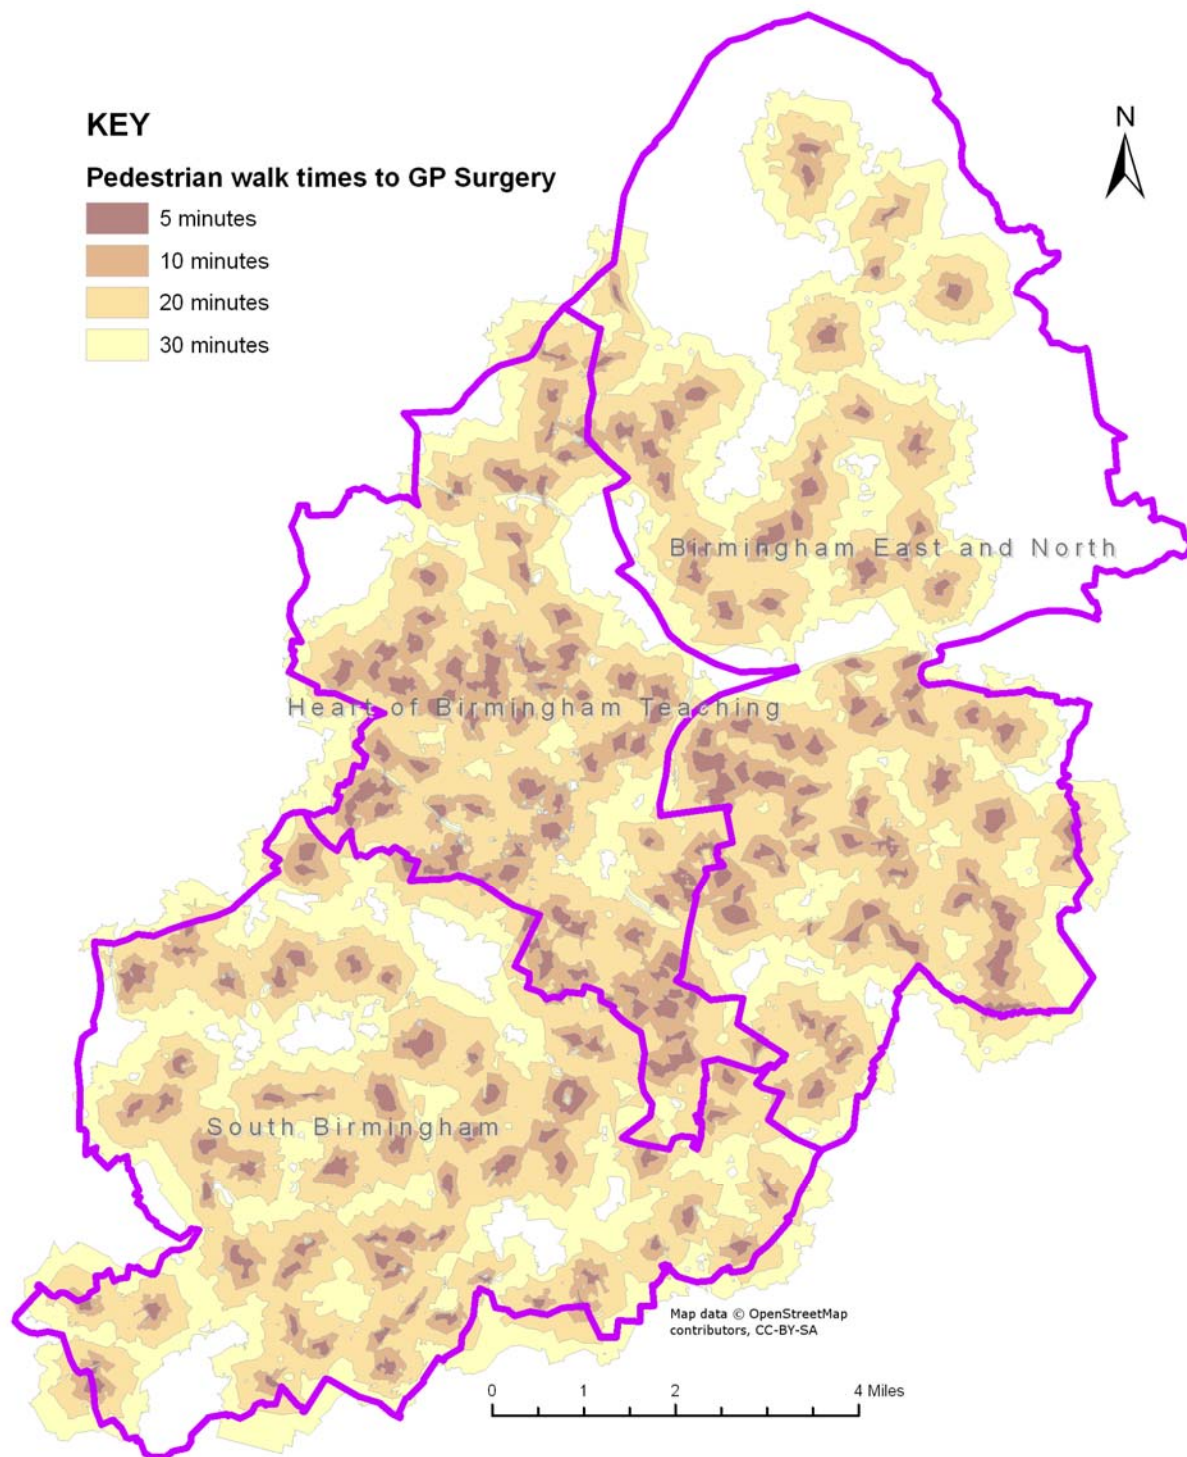 N
KEY
Pedestrian walk times to GP Surgery
5 minutes
10 minutes
20 minutes
30 minutes
Birmingham East and North
Heart of Birmingham Teaching
South Birmingham
Map data © OpenStreetMap
contributors, CC-BY-SA
0 1 2 4 Miles